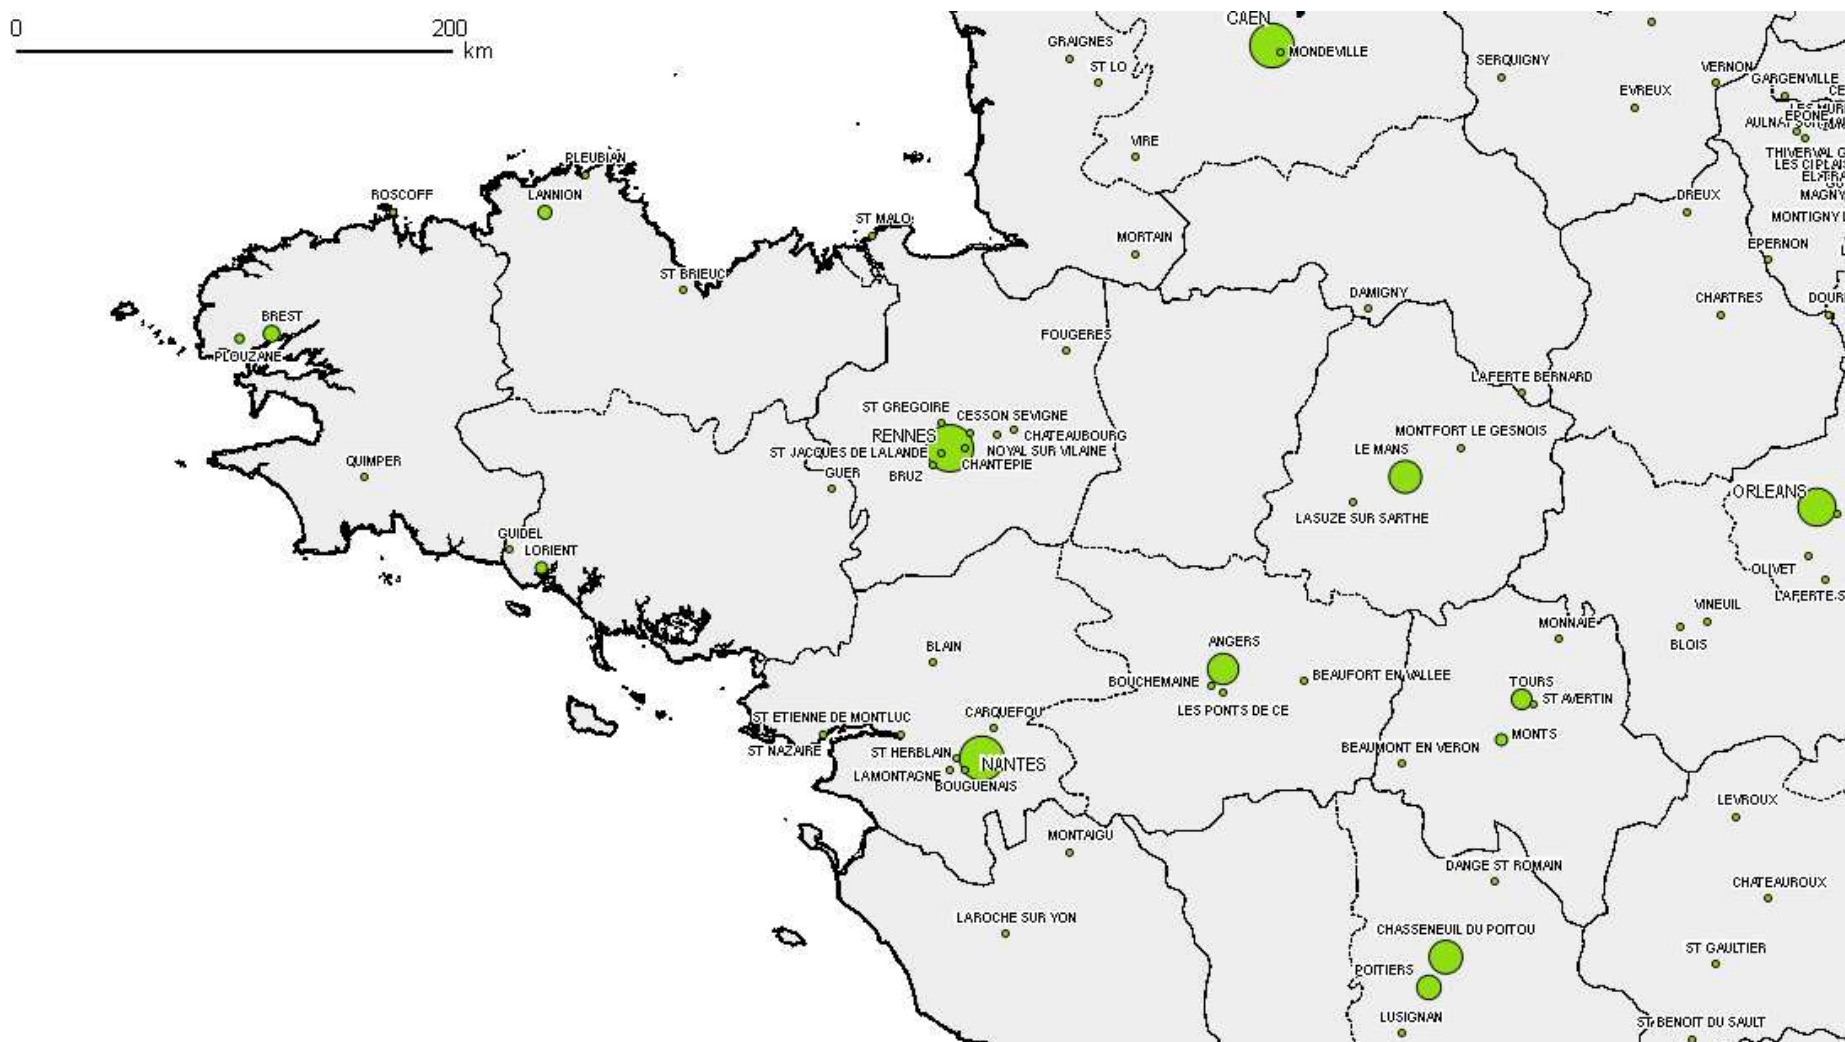 0
200
km
CAEN
MONDEVILLE
GRAIGNES
ST LO
SERQUIGNY
VERNON
EVREUX
GARGENVILLE
EPONE
THIVERVAL G
VIRE
PLEUBIAN
LANNION
ROSCOFF
MAGNY
DREUX
ST MALO
MONTIGNY L
MORTAIN
EPERNON
ST BRIEUC
DAMIGNY
CHARTRES
DOUR
BREST
PLOUZANE
FOUGERES
LAFERTE BERNARD
ST GREGOIRE
CESSON SEVIGNE
RENNES
CHATEAUBOURG
MONTFORT LE GESNOIS
ST JACQUES DE LALANDE
NOYAL SUR VILAINE
LE MANS
QUIMPER
CHANTEPIE
GUER
BRUZ
ORLEANS
LASUZE SUR SARTHE
GUIDEL
LORIENT
OLIVET
LAFERTE S
VINEUIL
MONNAIE
BLAIN
ANGERS
BLOIS
BOUCHEMAINE
BEAUFORT EN VALLEE
TOURS
ST AVERTIN
LES PONTS DE CE
ST ETIENNE DE MONTLUC
CARQUEFOU
MONTS
ST NAZAIRE
ST HERBLAIN
BEAUMONT EN VERON
NANTES
LAMONTAGNE
BOUGUENAIS
LEVROUX
MONTAIGU
DANGE ST ROMAIN
CHATEAUROUX
LAROCHE SUR YON
CHASSENEUIL DU POITOU
ST GAULTIER
POITIERS
LUSIGNAN
ST BENOIT DU SAULT